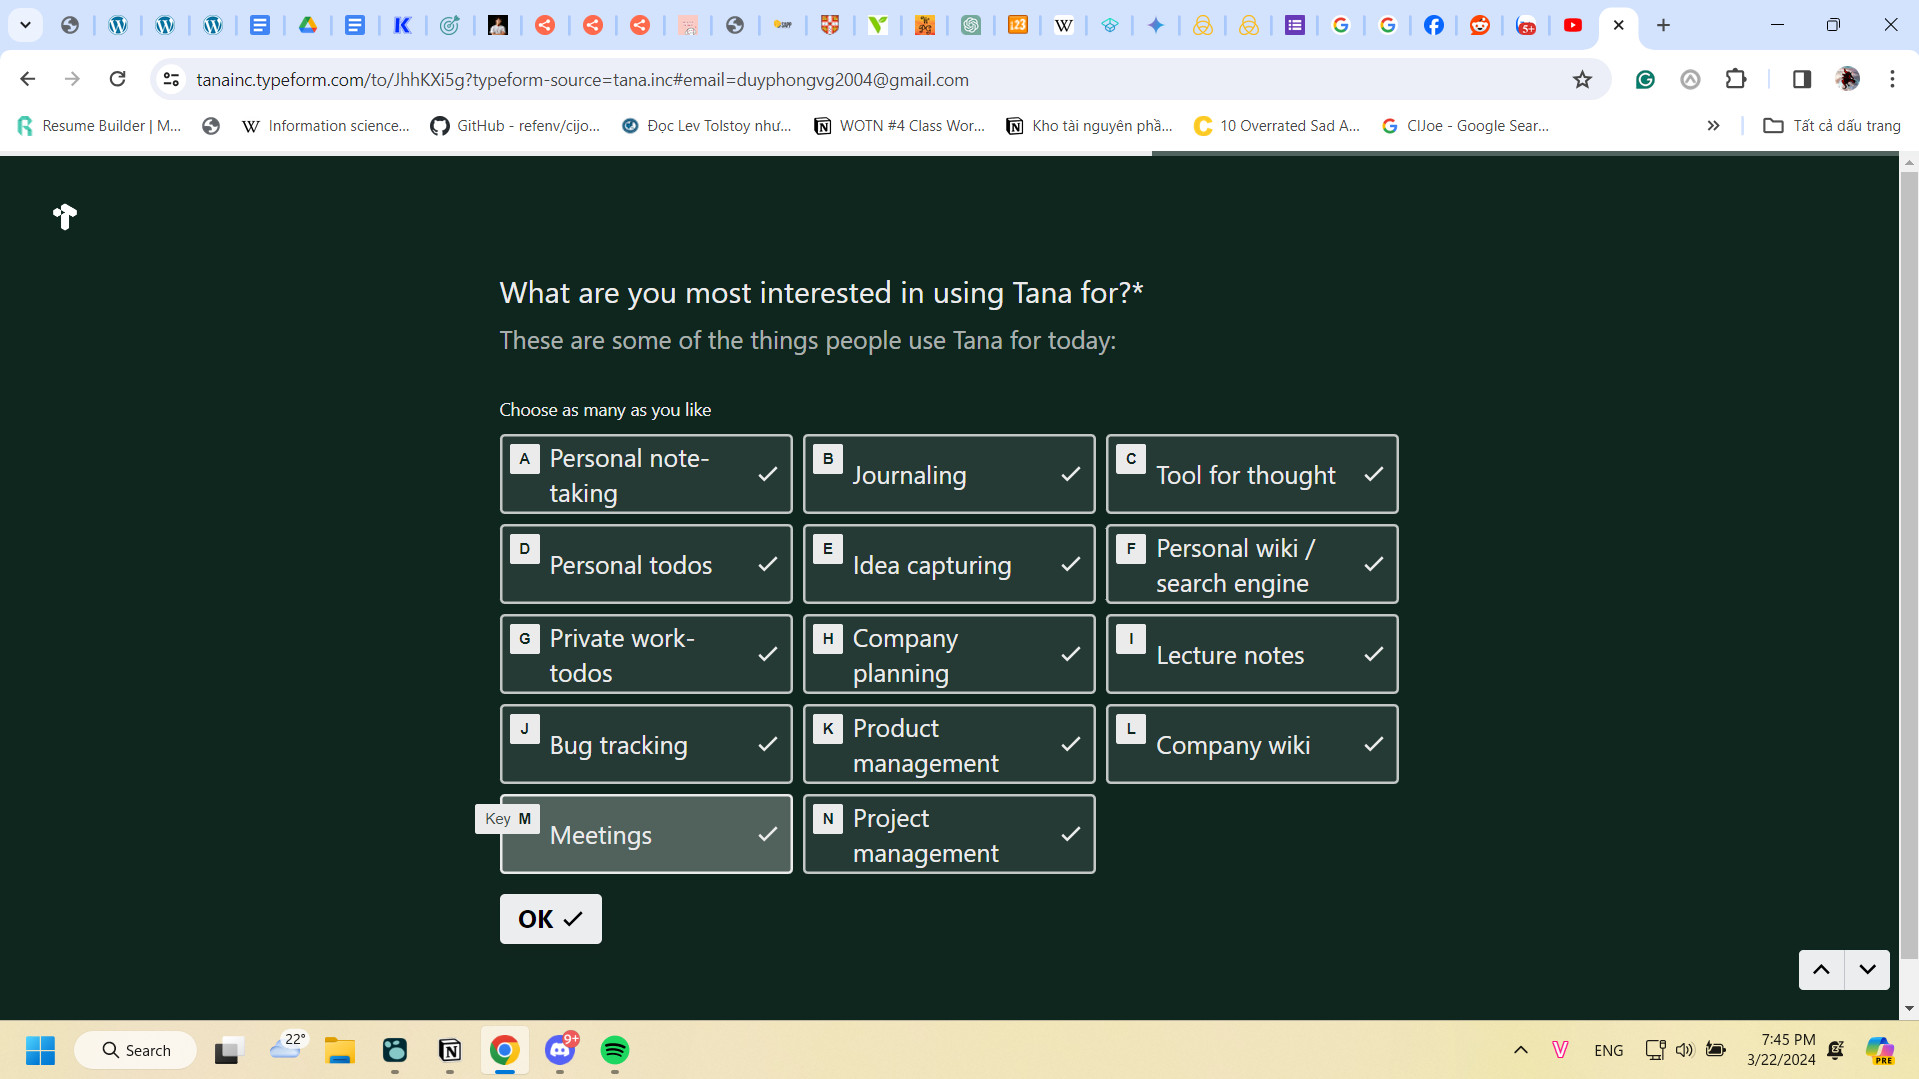 5+
tanainc.typeform.com/to/JhhKXi5g?typeform-source=tana.inc#email=duyphongvg2004@gmail.com
Resume Builder | M...
Information science...
GitHub - refenv/cijo...
Đọc Lev Tolstoy như...
WOTN #4 Class Wor...
Kho tài nguyên phầ...
10 Overrated Sad A...
CIJoe - Google Sear...
Tất cả dấu trang
What are you most interested in using Tana for?*
These are some of the things people use Tana for today:
Choose as many as you like
A Personal note-
taking
B Journaling
C Tool for thought
D Personal todos
E Idea capturing
F Personal wiki /
search engine
G Private work-
todos
H Company
planning
I Lecture notes
J Bug tracking
K Product
management
L Company wiki
Key M Meetings
N Project
management
OK
Search
22°
9+
ENG
7:45 PM
3/22/2024
PRE